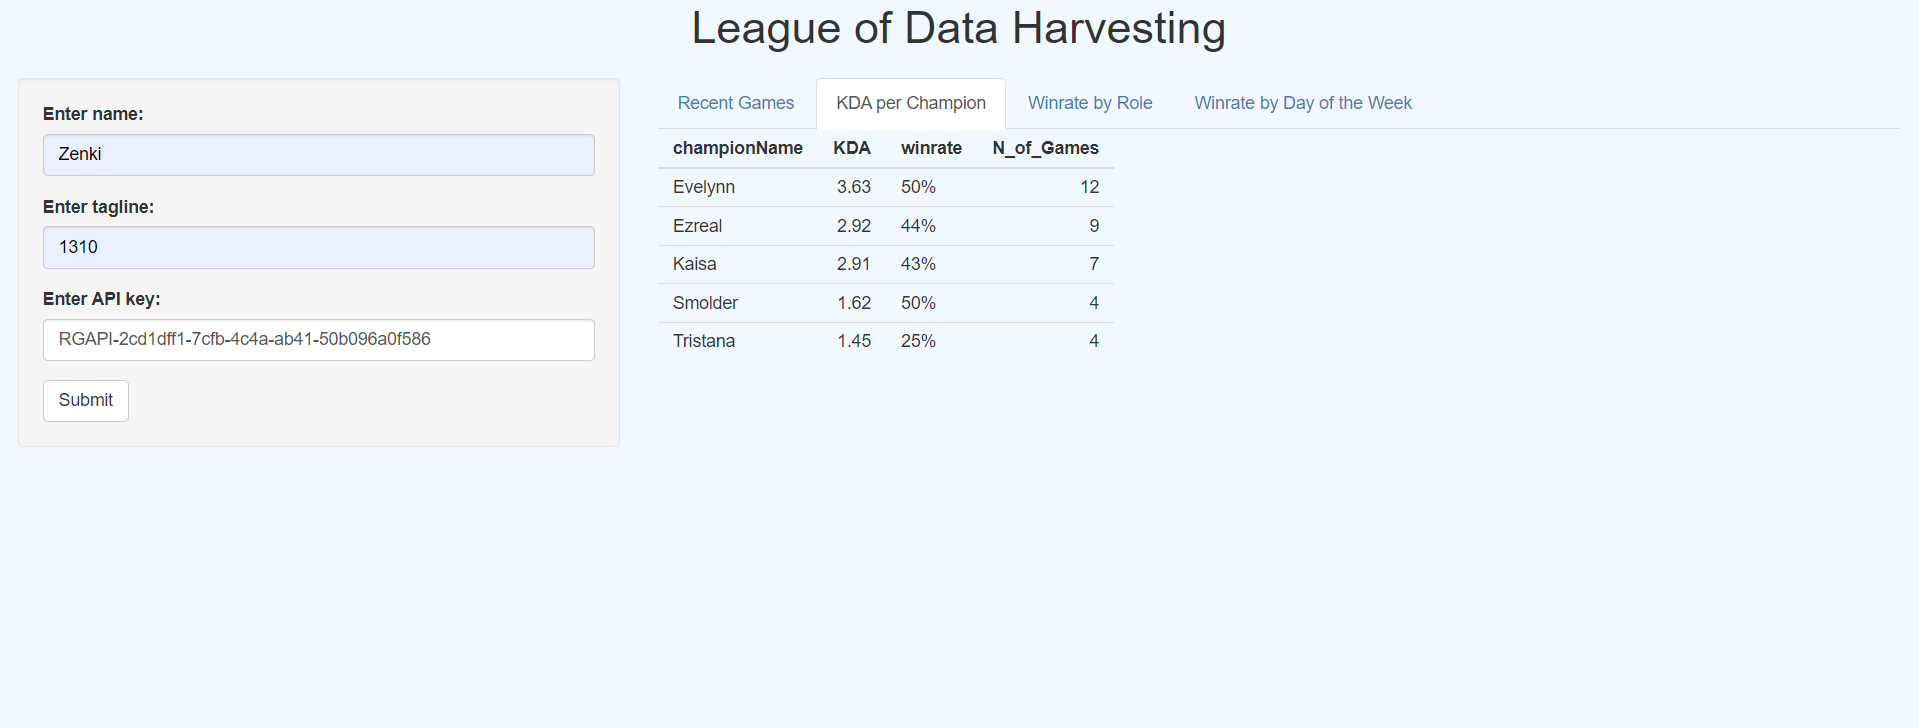 League of Data Harvesting
Enter name:
Zenki
Enter tagline:
1310
Enter API key:
RGAPI-2cd1dff1-7cfb-4c4a-ab41-50b096a0f586
Submit
Recent Games KDA per Champion Winrate by Role Winrate by Day of the Week
championName KDA winrate N_of_Games
Evelynn 3.63 50% 12
Ezreal 2.92 44% 9
Kaisa 2.91 43% 7
Smolder 1.62 50% 4
Tristana 1.45 25% 4